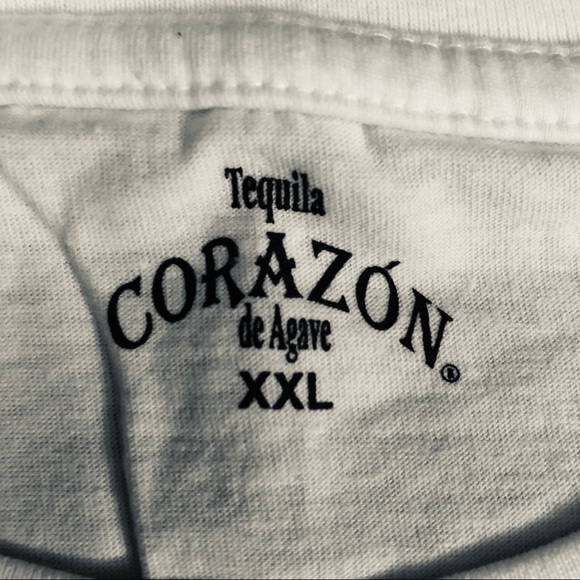 Tequila
CORAZÓN®
de Agave
XXL